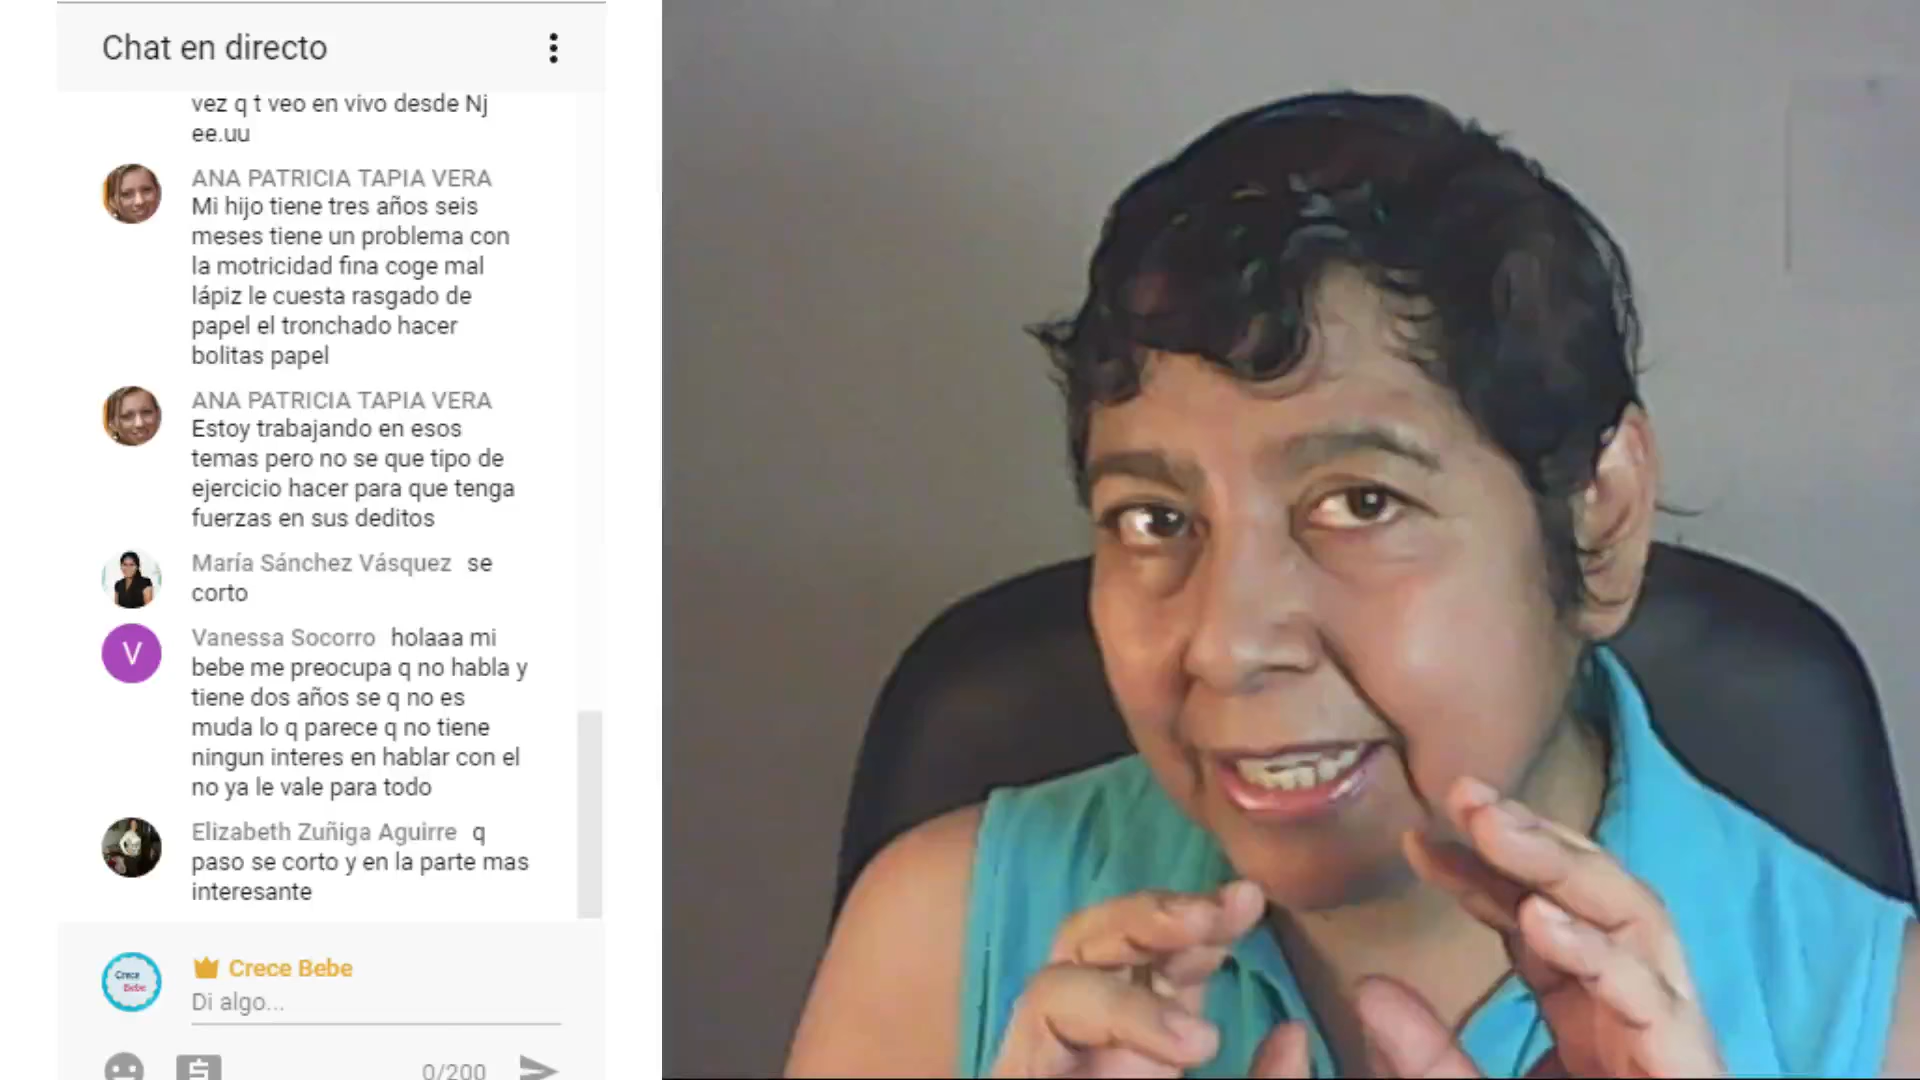 Chat en directo
vez q t veo en vivo desde Nj
ee.uu
ANA PATRICIA TAPIA VERA
Mi hijo tiene tres años seis
meses tiene un problema con
la motricidad fina coge mal
lápiz le cuesta rasgado de
papel el tronchado hacer
bolitas papel
ANA PATRICIA TAPIA VERA
Estoy trabajando en esos
temas pero no se que tipo de
ejercicio hacer para que tenga
fuerzas en sus deditos
María Sánchez Vásquez se
corto
V
Vanessa Socorro holaaa mi
bebe me preocupa q no habla y
tiene dos años se q no es
muda lo q parece q no tiene
ningun interes en hablar con el
no ya le vale para todo
Elizabeth Zuñiga Aguirre q
paso se corto y en la parte mas
interesante
Crece
Bebe
Crece Bebe
Di algo...
$
0/200